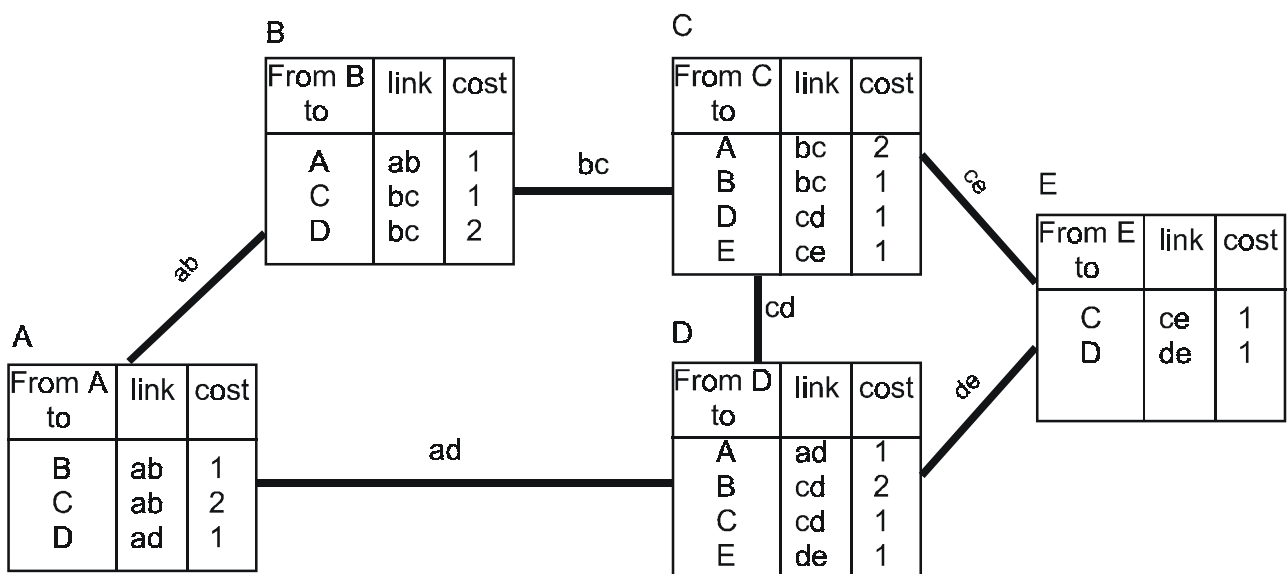 B
From B link cost
to
A ab 1
C bc 1
D bc 2
bc
C
From C link cost
to
A bc 2
B bc 1
D cd 1
E ce 1
ce
E
From E link cost
to
C ce 1
D de 1
ab
cd
A
From A link cost
to
B ab 1
C ab 2
D ad 1
ad
D
From D link cost
to
A ad 1
B cd 2
C cd 1
E de 1
de